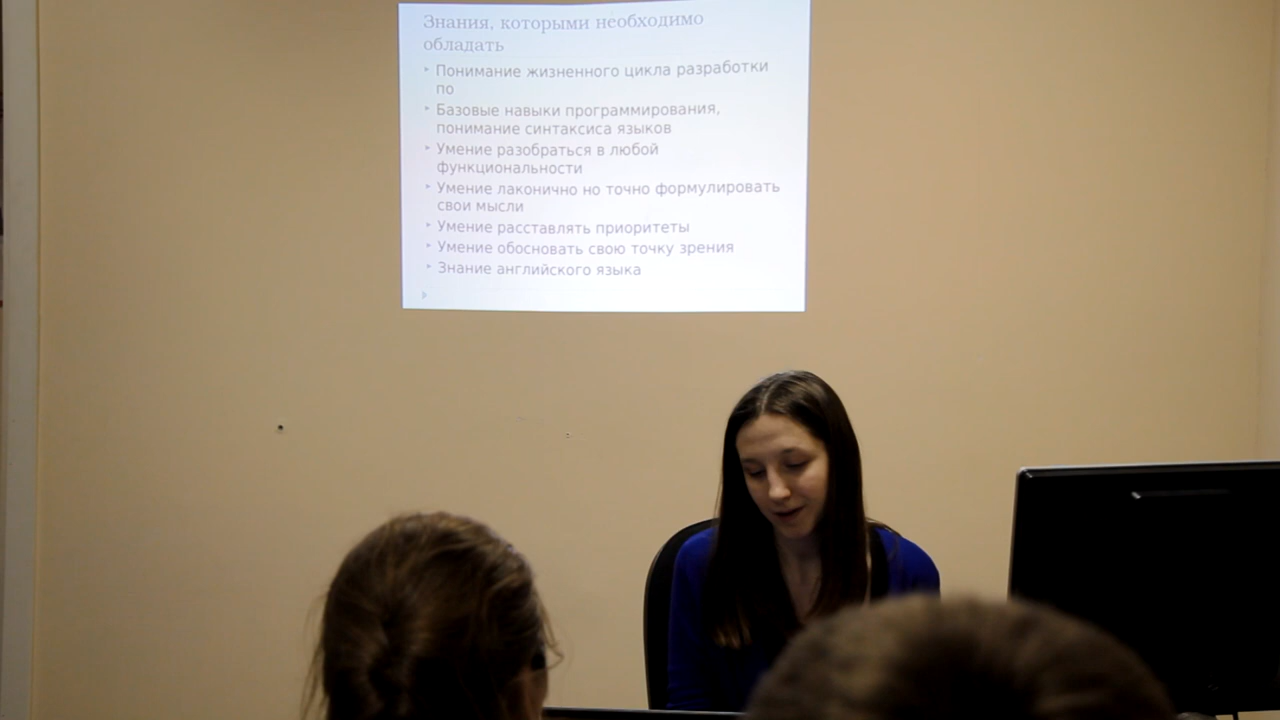 Знания, которыми необходимо
обладать
Понимание жизненного цикла разработки
по
Базовые навыки программирования,
понимание синтаксиса языков
Умение разобраться в любой
функциональности
Умение лаконично но точно формулировать
свои мысли
Умение расставлять приоритеты
Умение обосновать свою точку зрения
Знание английского языка